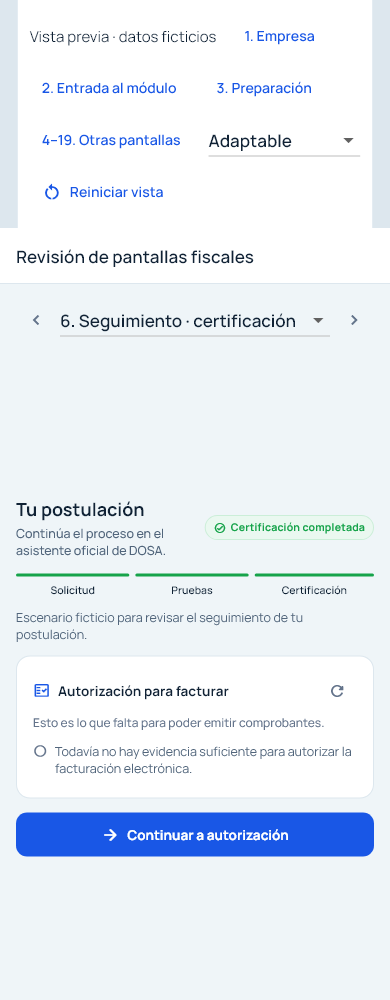 Vista previa · datos ficticios
1. Empresa
2. Entrada al módulo
3. Preparación
4–19. Otras pantallas
Adaptable
Reiniciar vista
Revisión de pantallas fiscales
6. Seguimiento · certificación
Tu postulación
Continúa el proceso en el
asistente oficial de DOSA.
Certificación completada
Solicitud
Pruebas
Certificación
Escenario ficticio para revisar el seguimiento de tu
postulación.
Autorización para facturar
Esto es lo que falta para poder emitir comprobantes.
Todavía no hay evidencia suficiente para autorizar la
facturación electrónica.
Continuar a autorización